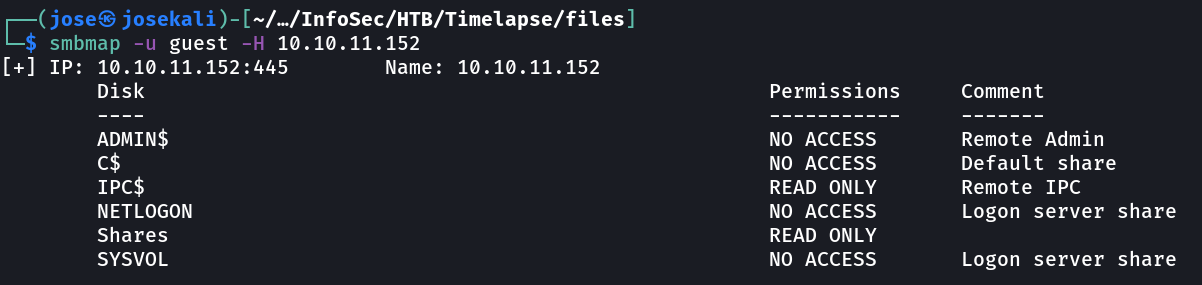 ┌──(jose㉿josekali)-[~/…/InfoSec/HTB/Timelapse/files]
└─$ smbmap -u guest -H 10.10.11.152
[+] IP: 10.10.11.152:445 Name: 10.10.11.152
Disk Permissions Comment
---- ----------- -------
ADMIN$ NO ACCESS Remote Admin
C$ NO ACCESS Default share
IPC$ READ ONLY Remote IPC
NETLOGON NO ACCESS Logon server share
Shares READ ONLY
SYSVOL NO ACCESS Logon server share